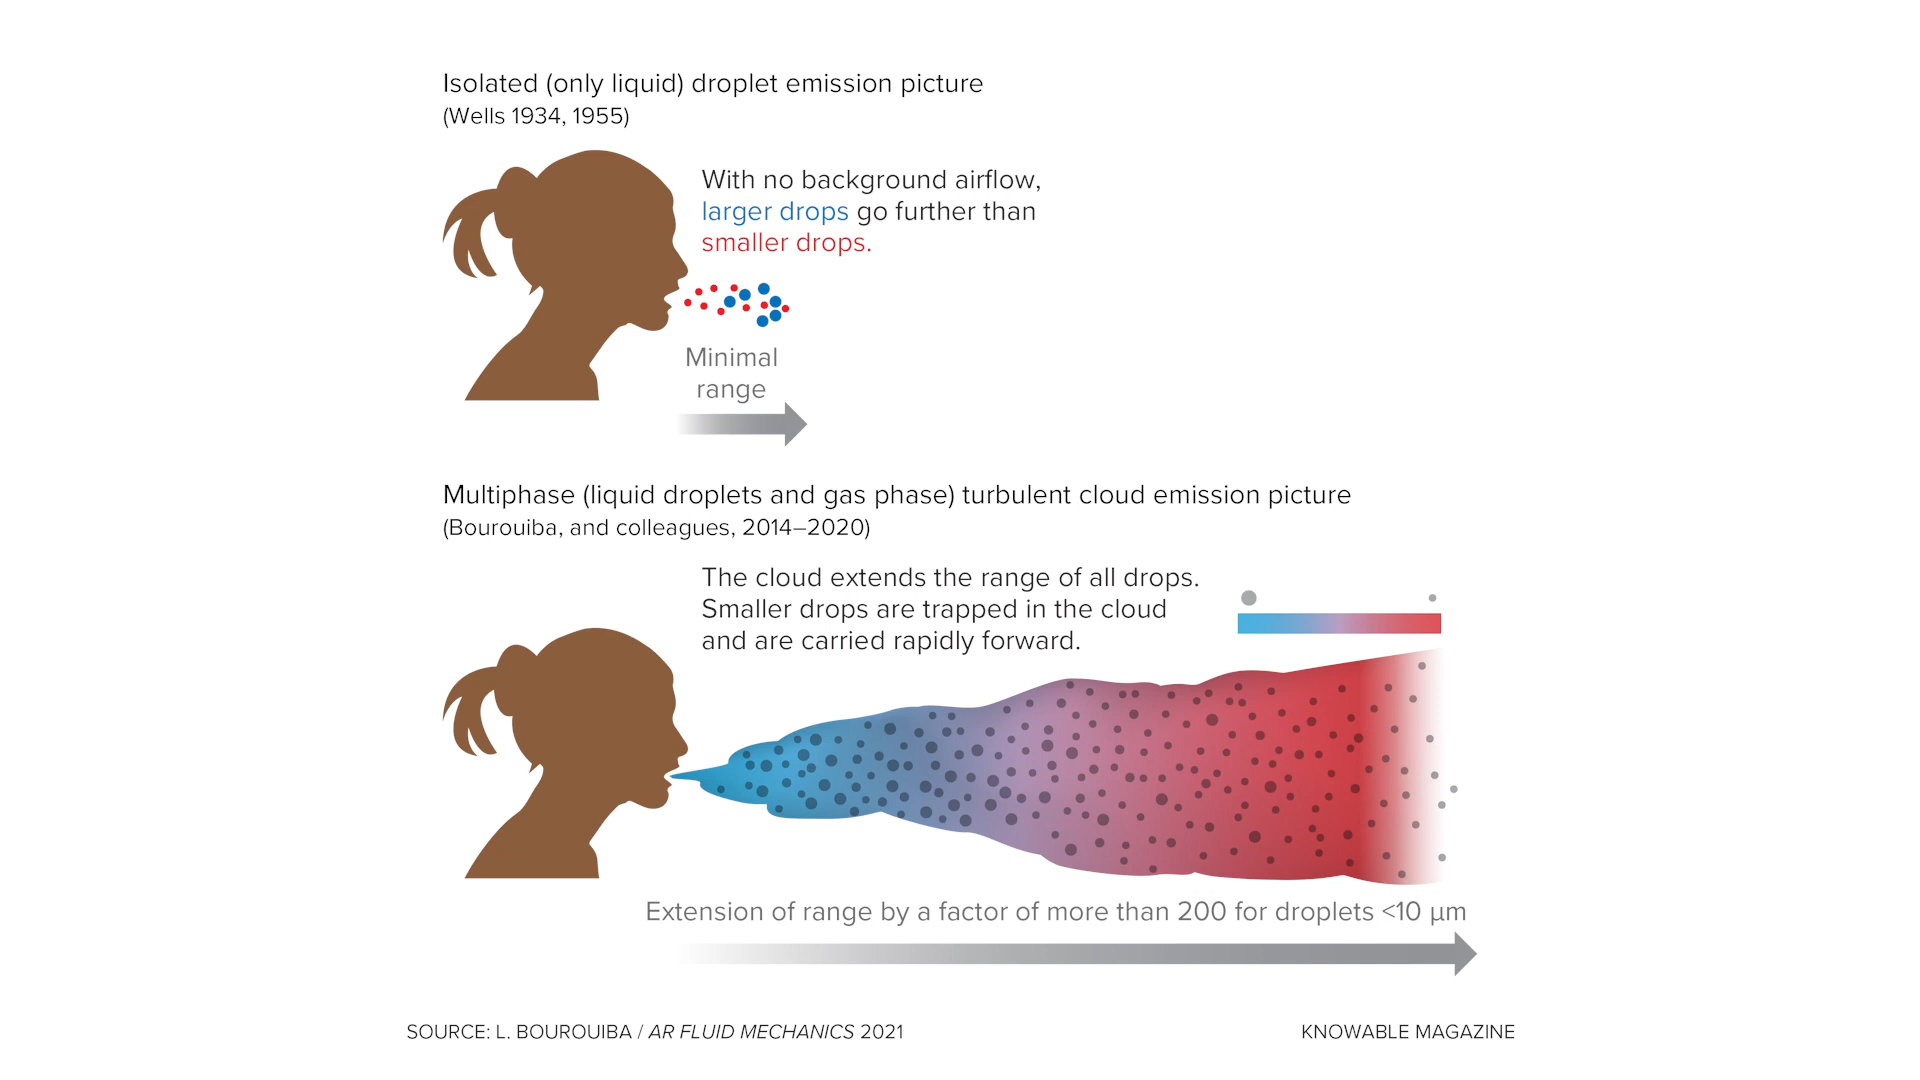 Isolated (only liquid) droplet emission picture
(Wells 1934, 1955)
With no background airflow,
larger drops go further than
smaller drops.
Minimal
range
Multiphase (liquid droplets and gas phase) turbulent cloud emission picture
(Bourouiba, and colleagues, 2014–2020)
The cloud extends the range of all drops.
Smaller drops are trapped in the cloud
and are carried rapidly forward.
Extension of range by a factor of more than 200 for droplets <10 μm
SOURCE: L. BOUROUIBA / AR FLUID MECHANICS 2021
KNOWABLE MAGAZINE